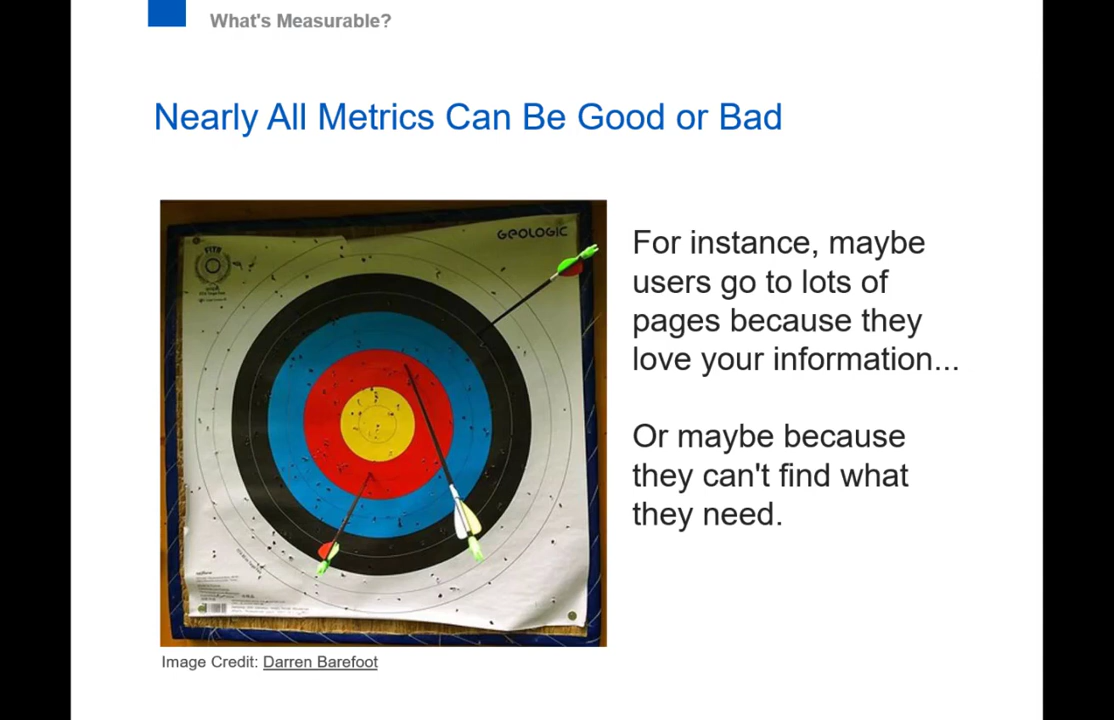 What's Measurable?
Nearly All Metrics Can Be Good or Bad
GEOLOGIC
FITA
For instance, maybe
users go to lots of
pages because they
love your information...
Or maybe because
they can't find what
they need.
Image Credit: Darren Barefoot